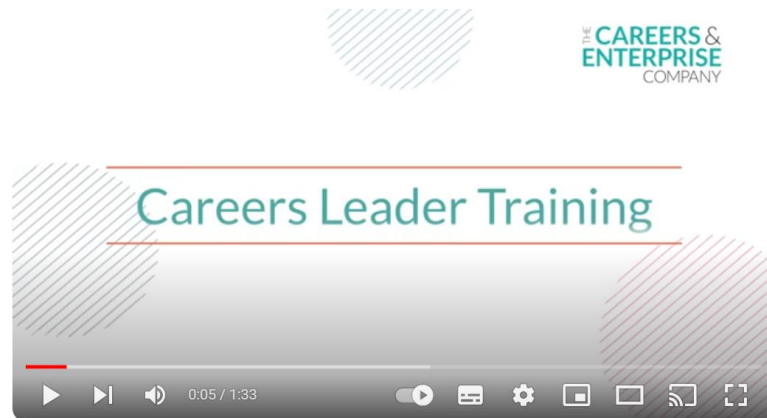 THE CAREERS &
ENTERPRISE
COMPANY
Careers Leader Training
0:05 / 1:33